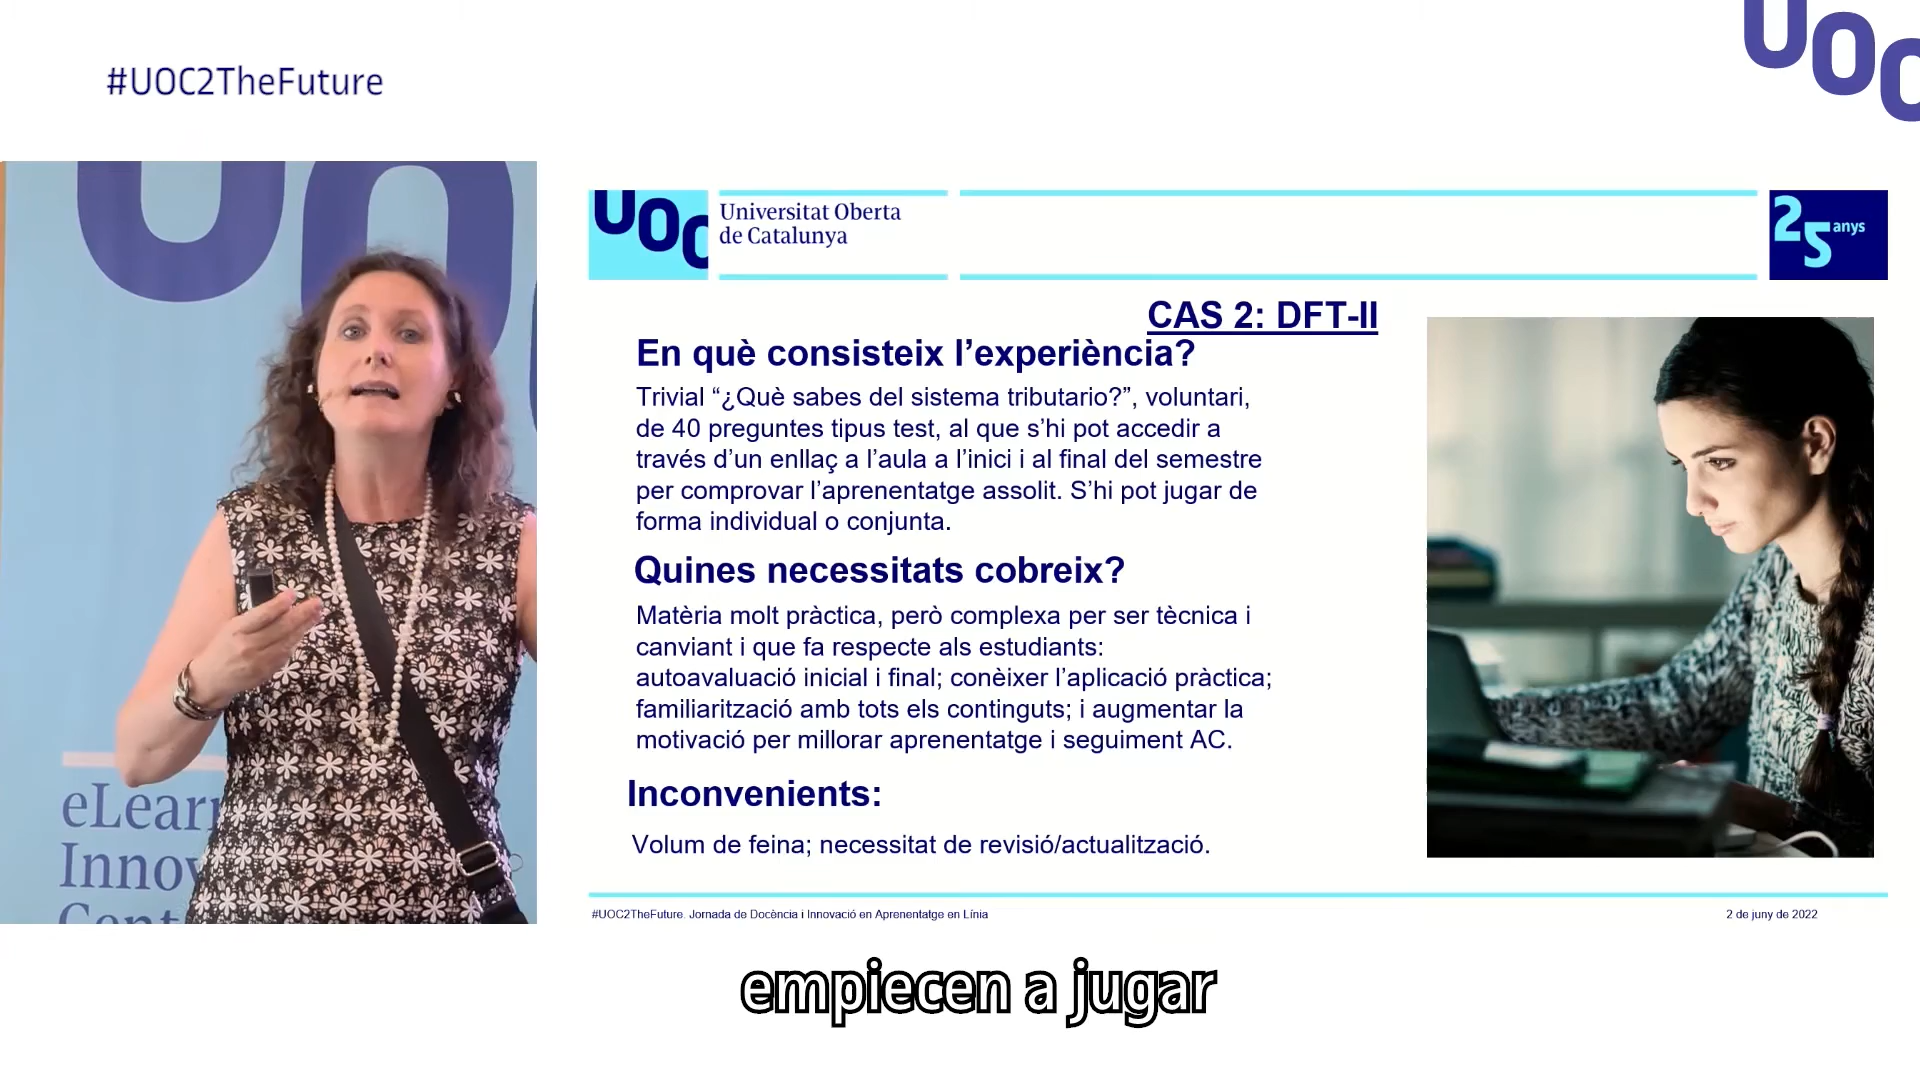 #UOC2TheFuture
UOC
UOC
eLearn
Innov
Cent
UOC
Universitat Oberta
de Catalunya
25 anys
CAS 2: DFT-II
En què consisteix l’experiència?
Trivial “¿Què sabes del sistema tributario?”, voluntari,
de 40 preguntes tipus test, al que s’hi pot accedir a
través d’un enllaç a l’aula a l’inici i al final del semestre
per comprovar l’aprenentatge assolit. S’hi pot jugar de
forma individual o conjunta.
Quines necessitats cobreix?
Matèria molt pràctica, però complexa per ser tècnica i
canviant i que fa respecte als estudiants:
autoavaluació inicial i final; conèixer l’aplicació pràctica;
familiarització amb tots els continguts; i augmentar la
motivació per millorar aprenentatge i seguiment AC.
Inconvenients:
Volum de feina; necessitat de revisió/actualització.
#UOC2TheFuture. Jornada de Docència i Innovació en Aprenentatge en Línia
2 de juny de 2022
empiecen a jugar